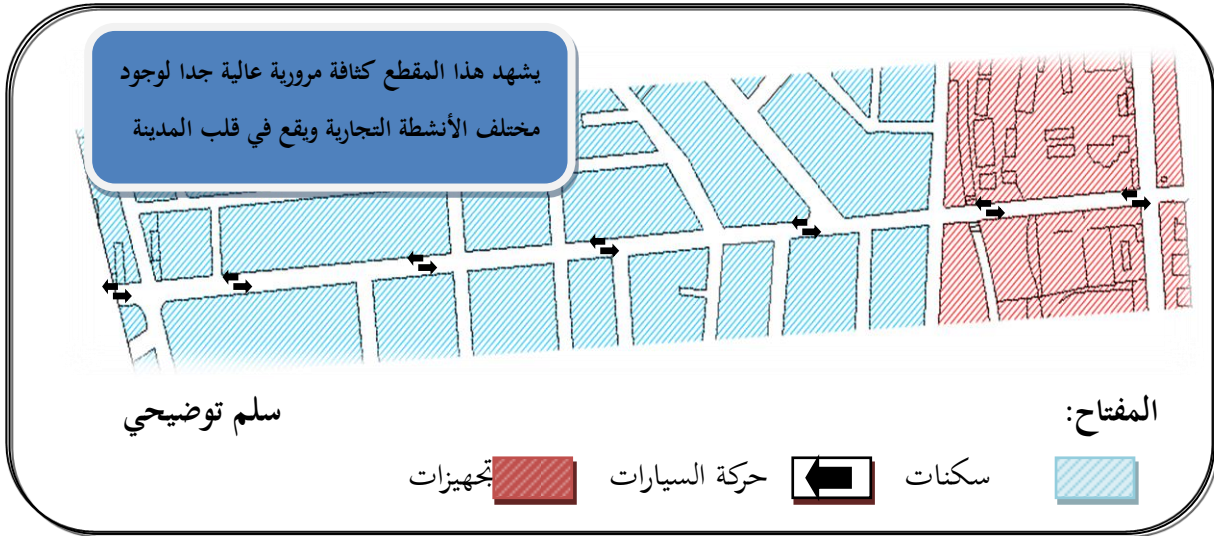 يشهد هذا المقطع كثافة مرورية عالية جدا لوجود
مختلف الأنشطة التجارية ويقع في قلب المدينة
المفتاح:
سلم توضيحي
سكنات
حركة السيارات
تجهيزات